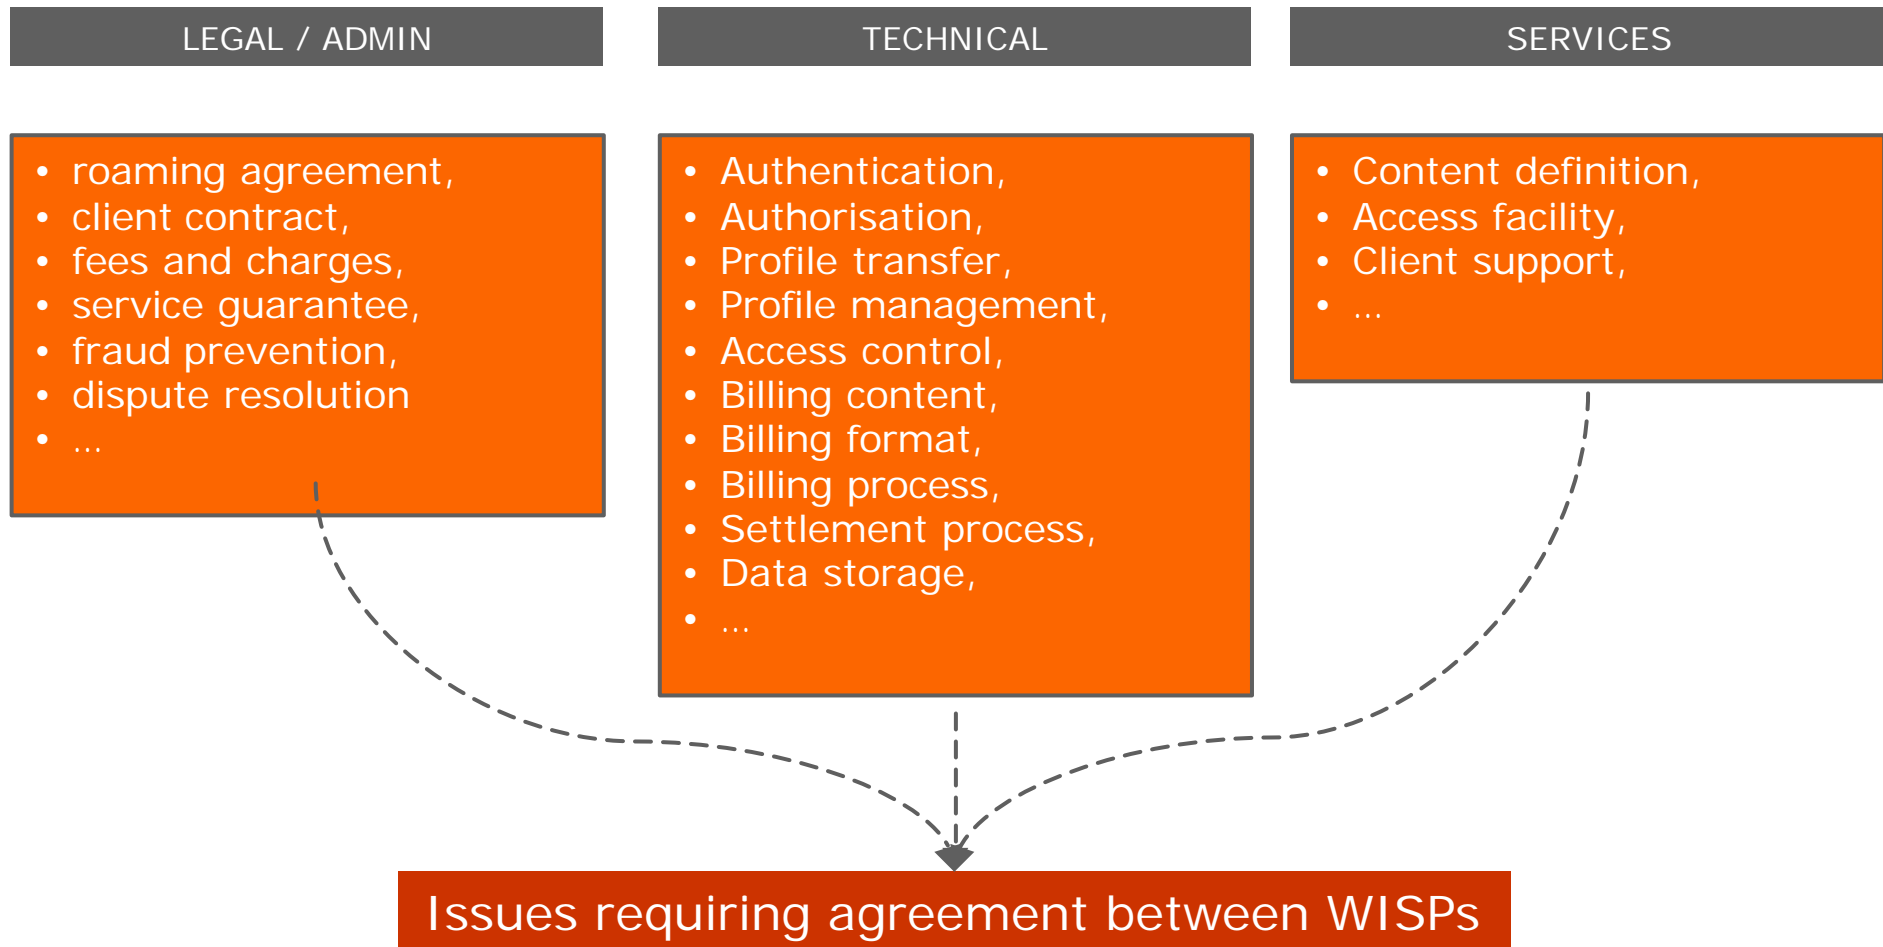 LEGAL / ADMIN
• roaming agreement,
• client contract,
• fees and charges,
• service guarantee,
• fraud prevention,
• dispute resolution
• ...
TECHNICAL
• Authentication,
• Authorisation,
• Profile transfer,
• Profile management,
• Access control,
• Billing content,
• Billing format,
• Billing process,
• Settlement process,
• Data storage,
• ...
SERVICES
• Content definition,
• Access facility,
• Client support,
• ...
Issues requiring agreement between WISPs